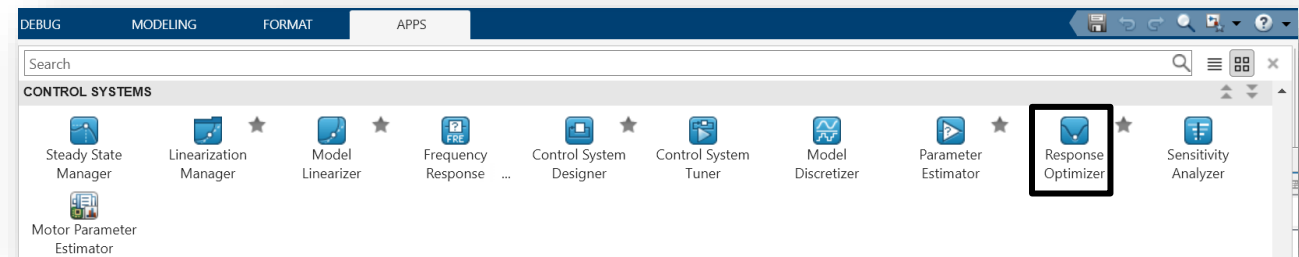 DEBUG MODELING FORMAT APPS
Search
CONTROL SYSTEMS
Steady State Manager
Linearization Manager
Model Linearizer
FRE
Frequency Response ...
Control System Designer
Control System Tuner
Model Discretizer
Parameter Estimator
Response Optimizer
Sensitivity Analyzer
Motor Parameter Estimator